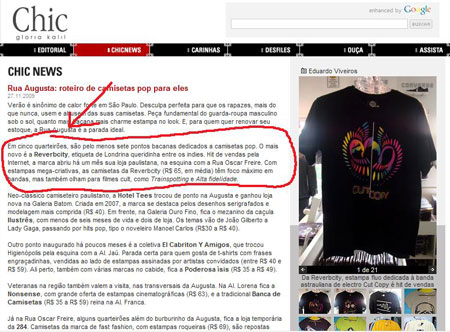 Chic
gloria kalil
enhanced by Google
EDITORIAL
CHICNEWS
CARINHAS
DESFILES
OUÇA
ASSISTA
CHIC NEWS
Rua Augusta: roteiro de camisetas pop para eles
27.11.2009
Verão é sinônimo de calor forte em São Paulo. Desculpa perfeita para que os rapazes, mais do
que nunca, usem e abusem das suas camisetas. Peça fundamental do guarda-roupa masculino
sob o sol, quanto mais bacana mais charme estampa no look. E para quem quer renovar seu
estoque, a Rua Augusta é a parada ideal.
Em cinco quarteirões, são pelo menos sete pontos bacanas dedicados a camisetas pop. O mais
novo é a Reverbcity, etiqueta de Londrina queridinha entre os indies. Hit de vendas pela
Internet, a marca abriu há um mês sua loja paulistana, na esquina com a Rua Oscar Freire. Com
estampas mega-criativas, as camisetas da Reverbcity (R$ 65, em média) têm foco máximo em
bandas, mas também olham para filmes cult, como Trainspotting e Alta fidelidade.
Neo-clássico camiseteiro paulistano, a Hotel Tees trocou de ponto na Augusta e ganhou loja
nova na Galeria Baton. Criada em 2007, a marca se destaca pelos desenhos serigrafados e
modelagem mais comprida (R$ 40). Em frente, na Galeria Ouro Fino, fica o mezanino da caçula
Ilustrês, com menos de seis meses de vida e dois de loja. Os temas vão de João Gilberto a
Lady Gaga, passando por hits pop, tipo o noveleiro Manoel Carlos (R$30 a R$ 40).
Outro ponto inaugurado há poucos meses é a coletiva El Cabriton Y Amigos, que trocou
Higienópolis pela esquina com a Al. Jaú. Parada certa para quem gosta de t-shirts com frases
engraçadinhas, vendidas ao lado de estampas assinadas por artistas convidados (entre R$ 40 e
R$ 59). Ali perto, também com várias marcas no cabide, fica a Poderosa Ísis (R$ 35 a R$ 49).
Veteranas na região também valem a visita, nas transversais da Augusta. Na Al. Lorena fica a
Nonsense, com grande oferta de estampas cinematográficas (R$ 63), e a tradicional Banca de
Camisetas (R$ 35 a R$ 59) reina na Al. Franca.
Já na Rua Oscar Freire, alguns quarteirões além do burburinho da Augusta, fica a loja temporária
da 284. Camisetas da marca de fast fashion, com estampas rockers (R$ 69), são repostas
Eduardo Viveiros
CONVERSE
CUT COPY
1 de 21
Da Reverbcity, estampa fluo dedicada à banda
astrauliana de electro Cut Copy é hit de vendas